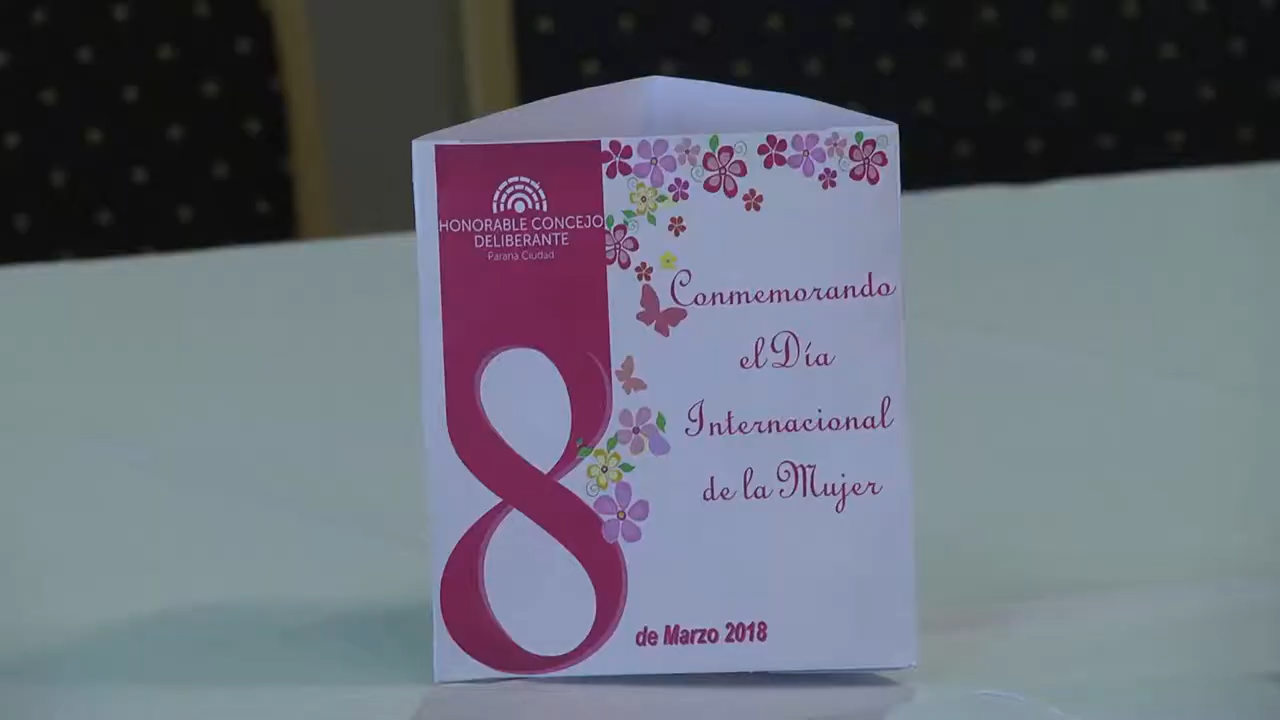 HONORABLE CONCEJO
DELIBERANTE
Paraná Ciudad
Conmemorando
el Día
Internacional
de la Mujer
8
de Marzo 2018